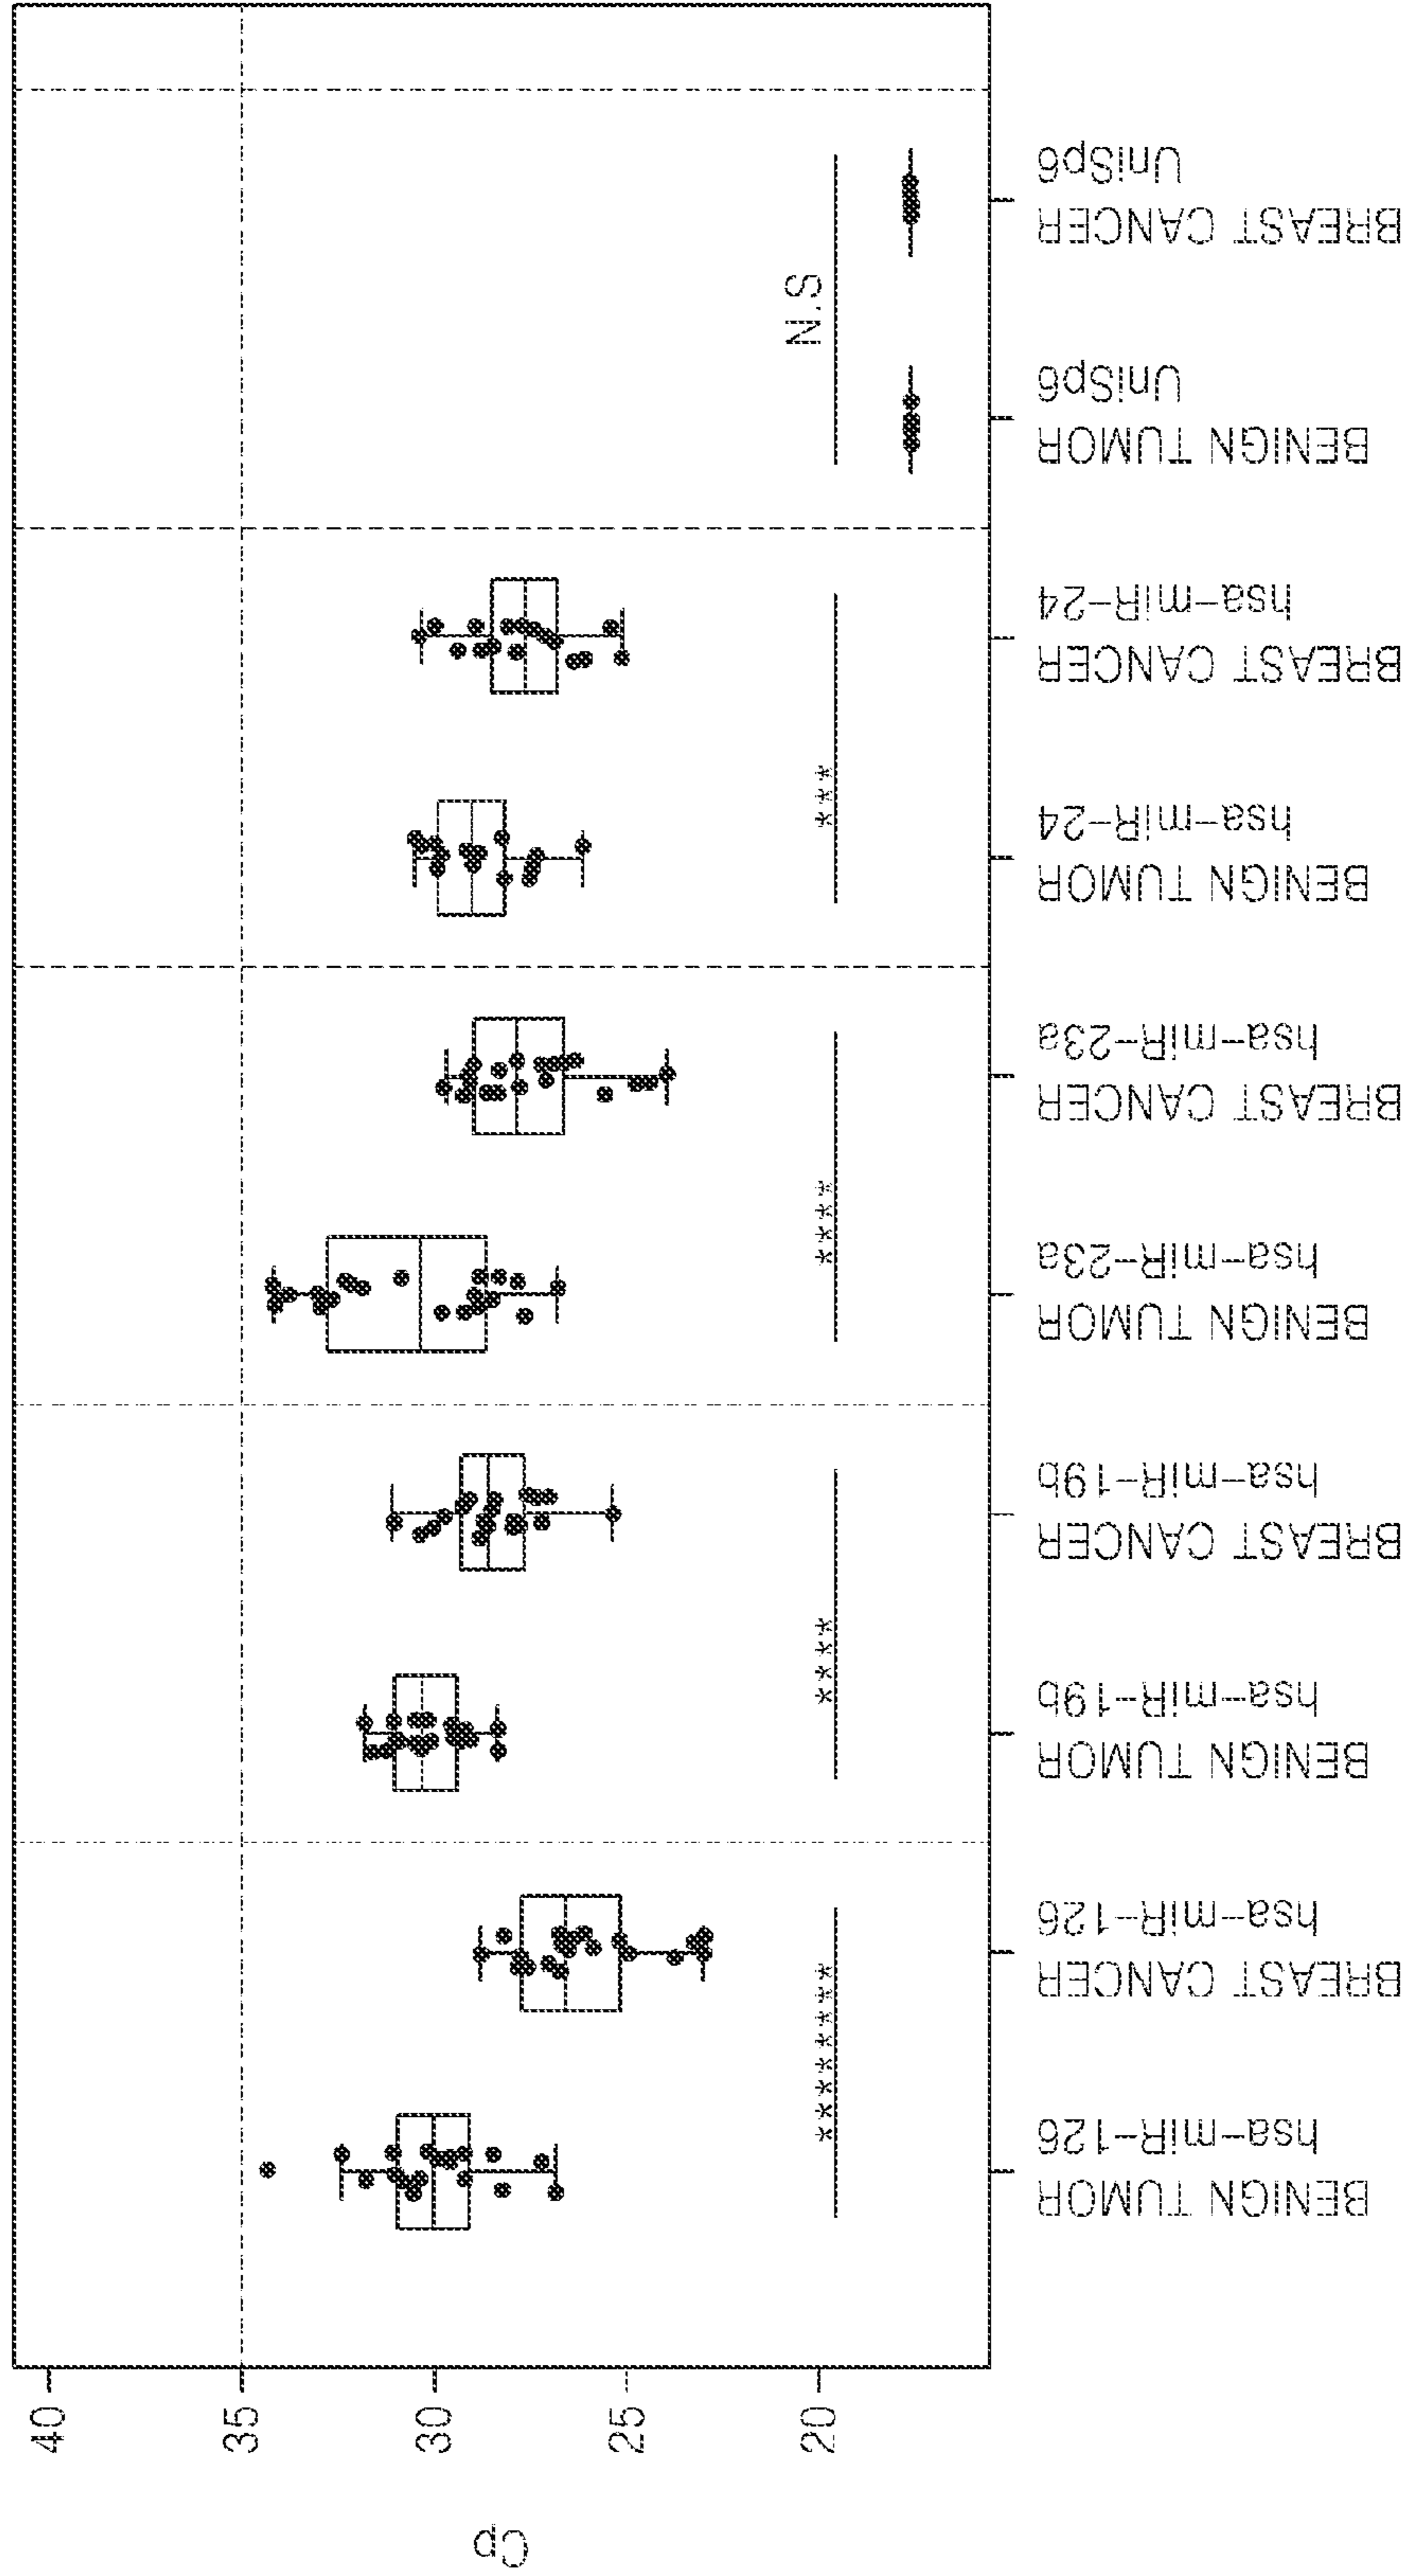 Cp
40
35
30
25
20
********
****
****
***
N.S
BENIGN TUMOR
hsa-miR-126
BREAST CANCER
hsa-miR-126
BENIGN TUMOR
hsa-miR-19b
BREAST CANCER
hsa-miR-19b
BENIGN TUMOR
hsa-miR-23a
BREAST CANCER
hsa-miR-23a
BENIGN TUMOR
hsa-miR-24
BREAST CANCER
hsa-miR-24
BENIGN TUMOR
UniSp6
BREAST CANCER
UniSp6